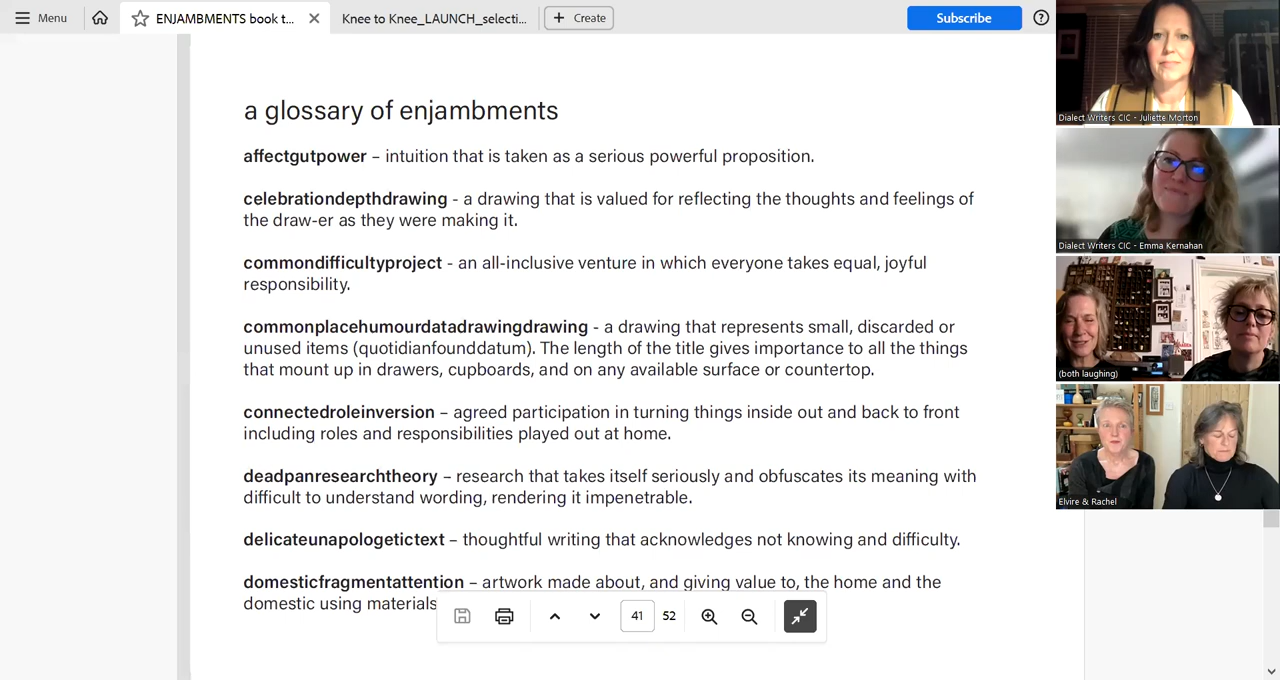 Menu
ENJAMBMENTS book t...
Knee to Knee_LAUNCH_selecti...
Create
Subscribe
a glossary of enjambments
affectgutpower – intuition that is taken as a serious powerful proposition.
celebrationdepthdrawing - a drawing that is valued for reflecting the thoughts and feelings of
the draw-er as they were making it.
commondifficultyproject - an all-inclusive venture in which everyone takes equal, joyful
responsibility.
commonplacehumourdatadrawingdrawing - a drawing that represents small, discarded or
unused items (quotidianfounddatum). The length of the title gives importance to all the things
that mount up in drawers, cupboards, and on any available surface or countertop.
connectedroleinversion – agreed participation in turning things inside out and back to front
including roles and responsibilities played out at home.
deadpanresearchtheory – research that takes itself seriously and obfuscates its meaning with
difficult to understand wording, rendering it impenetrable.
delicateunapologetictext – thoughtful writing that acknowledges not knowing and difficulty.
domesticfragmentattention – artwork made about, and giving value to, the home and the
domestic using materials
41 52
Dialect Writers CIC - Juliette Morton
Dialect Writers CIC - Emma Kernahan
(both laughing)
Elvire & Rachel